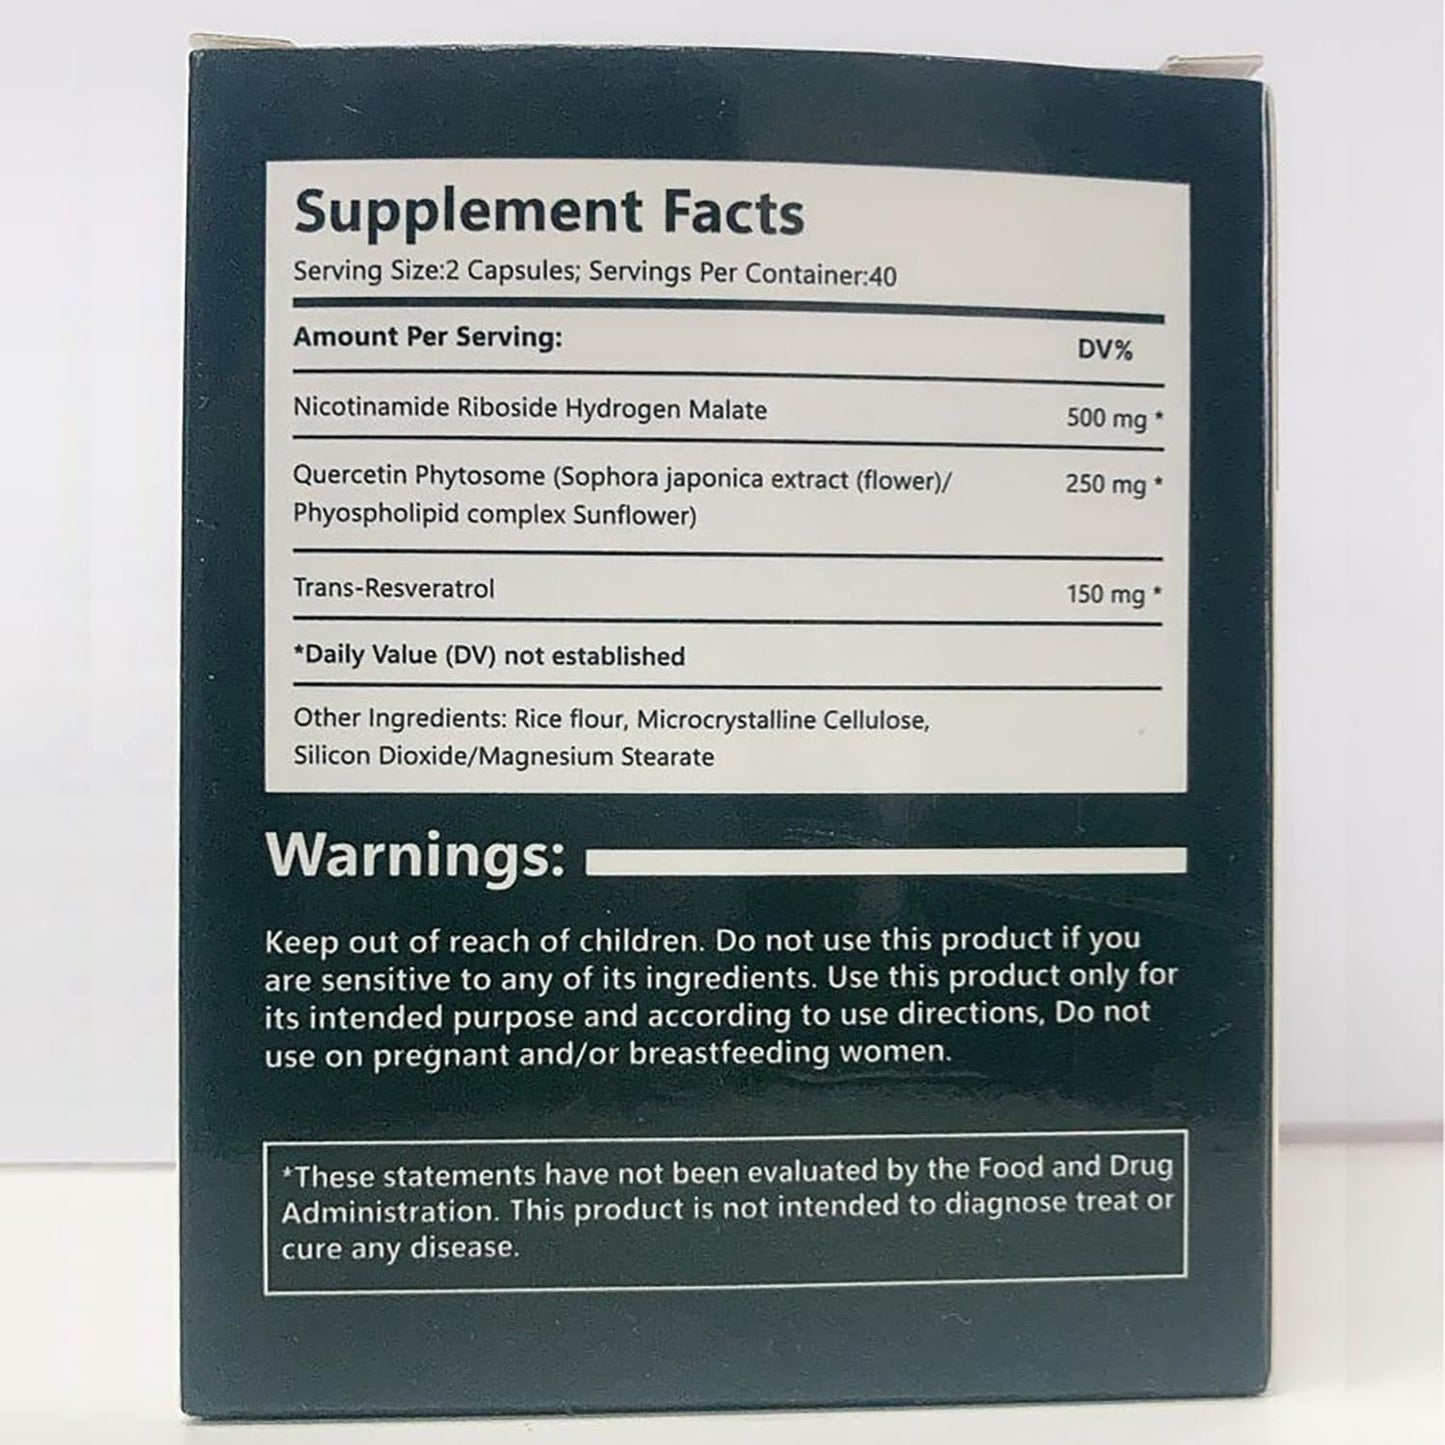 Supplement Facts
Serving Size:2 Capsules; Servings Per Container:40
Amount Per Serving: DV%
Nicotinamide Riboside Hydrogen Malate 500 mg *
Quercetin Phytosome (Sophora japonica extract (flower)/ 250 mg *
Phyospholipid complex Sunflower)
Trans-Resveratrol 150 mg *
*Daily Value (DV) not established
Other Ingredients: Rice flour, Microcrystalline Cellulose,
Silicon Dioxide/Magnesium Stearate
Warnings:
Keep out of reach of children. Do not use this product if you
are sensitive to any of its ingredients. Use this product only for
its intended purpose and according to use directions, Do not
use on pregnant and/or breastfeeding women.
*These statements have not been evaluated by the Food and Drug
Administration. This product is not intended to diagnose treat or
cure any disease.